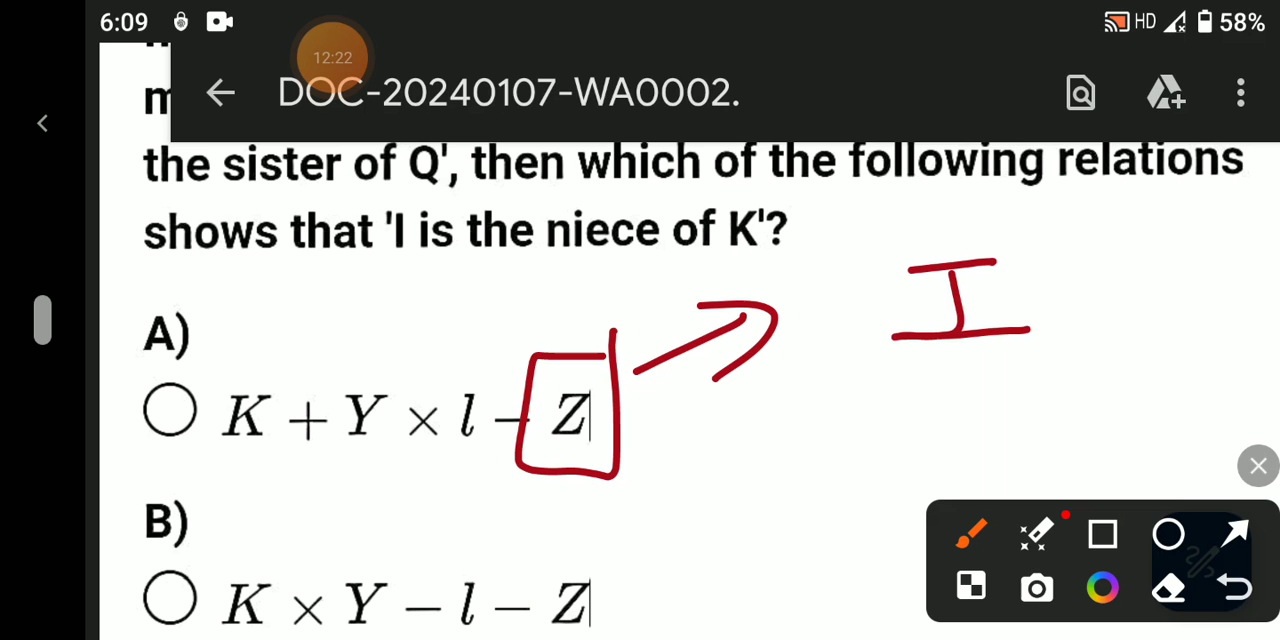 6:09
HD
58%
12:22
DOC-20240107-WA0002.
the sister of Q', then which of the following relations
shows that 'I is the niece of K'?
I
A)
K + Y × l − Z|
B)
K × Y − l − Z|